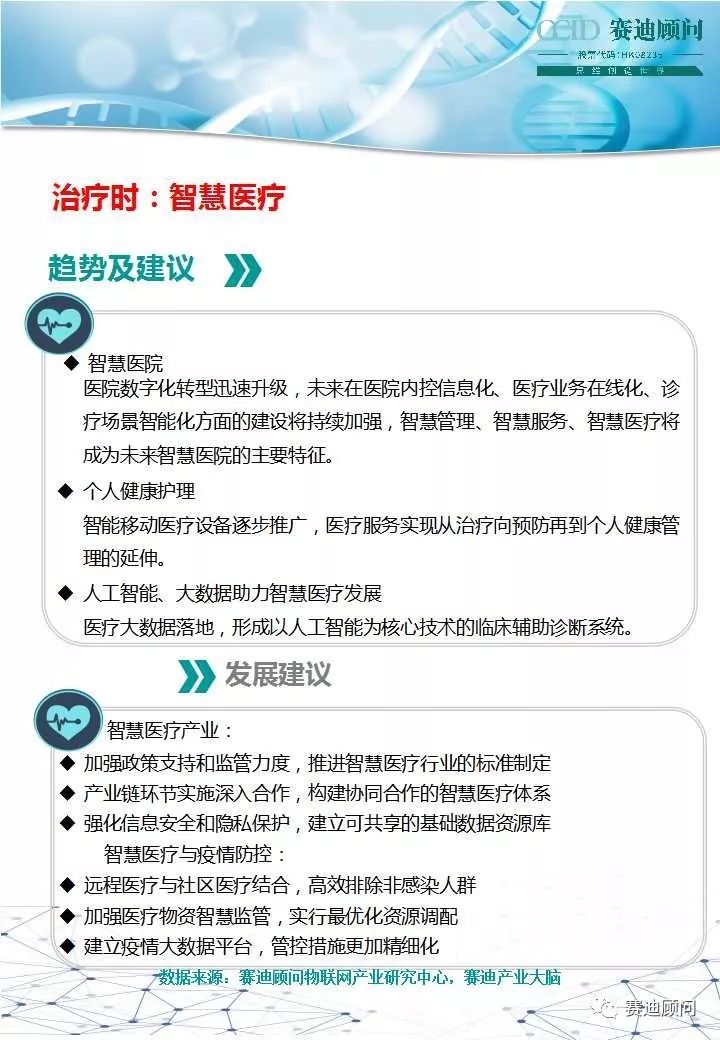 CCID 赛迪顾问
股票代码:HK08235
思维创造世界
治疗时：智慧医疗
趋势及建议
◆ 智慧医院
医院数字化转型迅速升级，未来在医院内控信息化、医疗业务在线化、诊
疗场景智能化方面的建设将持续加强，智慧管理、智慧服务、智慧医疗将
成为未来智慧医院的主要特征。
◆ 个人健康护理
智能移动医疗设备逐步推广，医疗服务实现从治疗向预防再到个人健康管
理的延伸。
◆ 人工智能、大数据助力智慧医疗发展
医疗大数据落地，形成以人工智能为核心技术的临床辅助诊断系统。
发展建议
智慧医疗产业：
◆ 加强政策支持和监管力度，推进智慧医疗行业的标准制定
◆ 产业链环节实施深入合作，构建协同合作的智慧医疗体系
◆ 强化信息安全和隐私保护，建立可共享的基础数据资源库
智慧医疗与疫情防控：
◆ 远程医疗与社区医疗结合，高效排除非感染人群
◆ 加强医疗物资智慧监管，实行最优化资源调配
◆ 建立疫情大数据平台，管控措施更加精细化
数据来源：赛迪顾问物联网产业研究中心，赛迪产业大脑
赛迪顾问